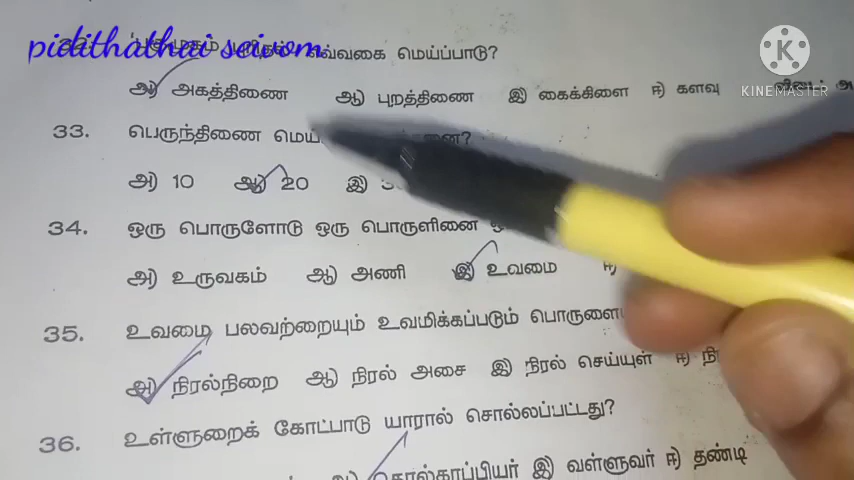 pidithathai seivom
KINEMASTER
மெய்ப்பாடு?
அ) அகத்திணை ஆ) புறத்திணை இ) கைக்கிளை ஈ) களவு
33. பெருந்திணை
அ) 10 ஆ) 20 இ)
34. ஒரு பொருளோடு ஒரு பொருளினை
அ) உருவகம் ஆ) அணி இ) உவமை
35. உவமை பலவற்றையும் உவமிக்கப்படும்
அ) நிரல்நிறை ஆ) நிரல் அசை இ) நிரல் செய்யுள் ஈ)
36. உள்ளுறைக் கோட்பாடு யாரால் சொல்லப்பட்டது?
தொல்காப்பியர் இ) வள்ளுவர் ஈ) தண்டி